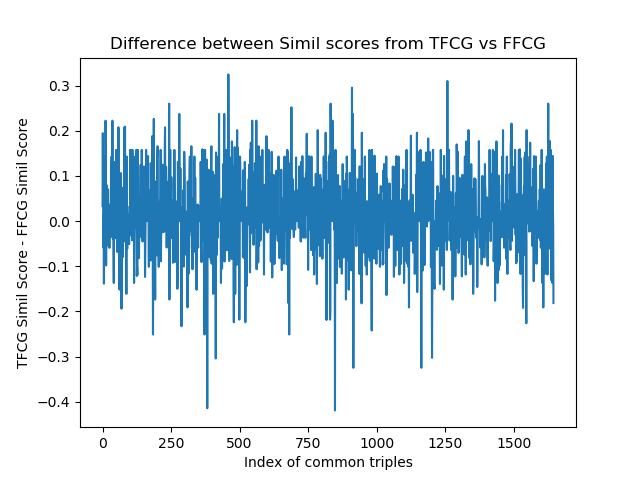 Difference between Simil scores from TFCG vs FFCG
TFCG Simil Score - FFCG Simil Score
0.3
0.2
0.1
0.0
−0.1
−0.2
−0.3
−0.4
0 250 500 750 1000 1250 1500
Index of common triples